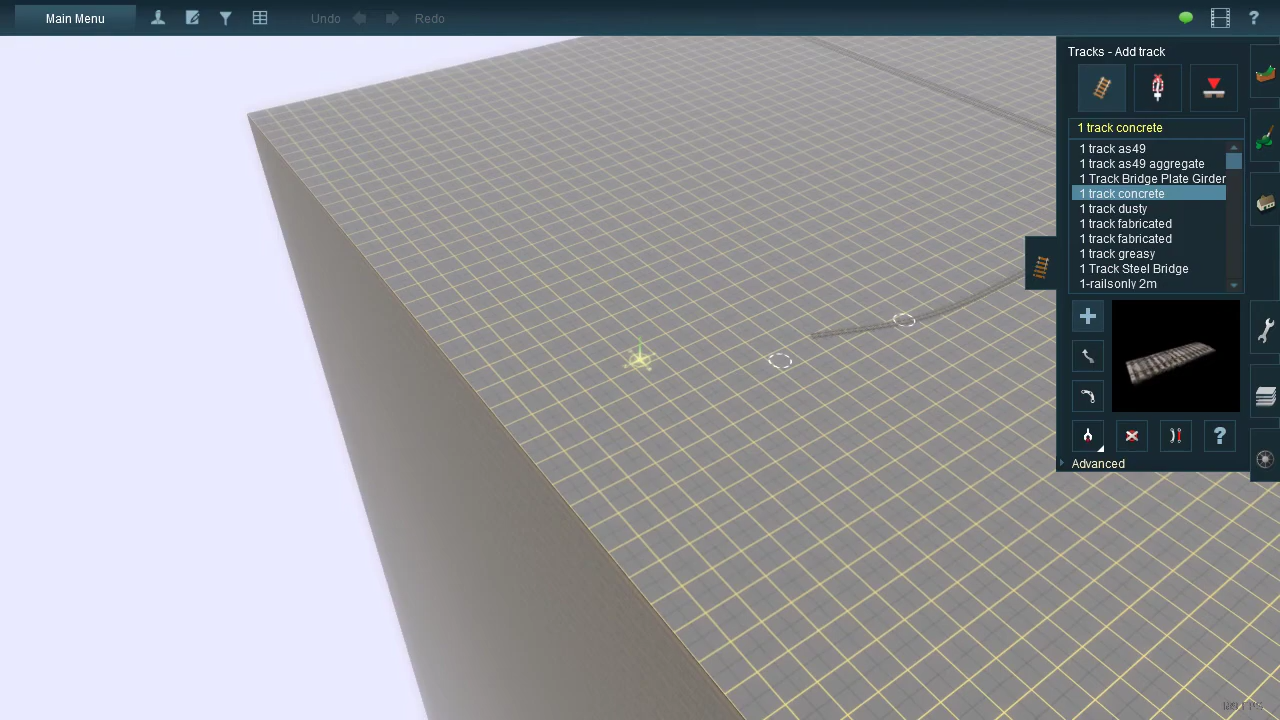 Main Menu
Undo
Redo
Tracks - Add track
1 track concrete
1 track as49
1 track as49 aggregate
1 Track Bridge Plate Girder
1 track concrete
1 track dusty
1 track fabricated
1 track fabricated
1 track greasy
1 Track Steel Bridge
1-railsonly 2m
Advanced